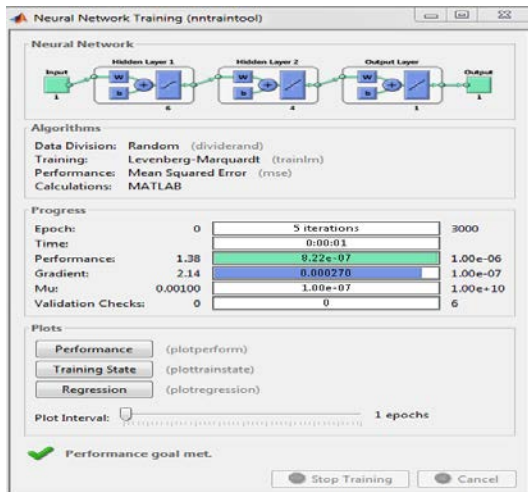 Neural Network Training (nntraintool)
Neural Network
Hidden Layer 1 Hidden Layer 2 Output Layer
Input Output
W W W
b b b
1 6 4 1 1
Algorithms
Data Division: Random (dividerand)
Training: Levenberg-Marquardt (trainlm)
Performance: Mean Squared Error (mse)
Calculations: MATLAB
Progress
Epoch: 0 5 iterations 3000
Time: 0:00:01
Performance: 1.38 8.22e-07 1.00e-06
Gradient: 2.14 0.000270 1.00e-07
Mu: 0.00100 1.00e-07 1.00e+10
Validation Checks: 0 0 6
Plots
Performance (plotperform)
Training State (plottrainstate)
Regression (plotregression)
Plot Interval: 1 epochs
Performance goal met.
Stop Training Cancel